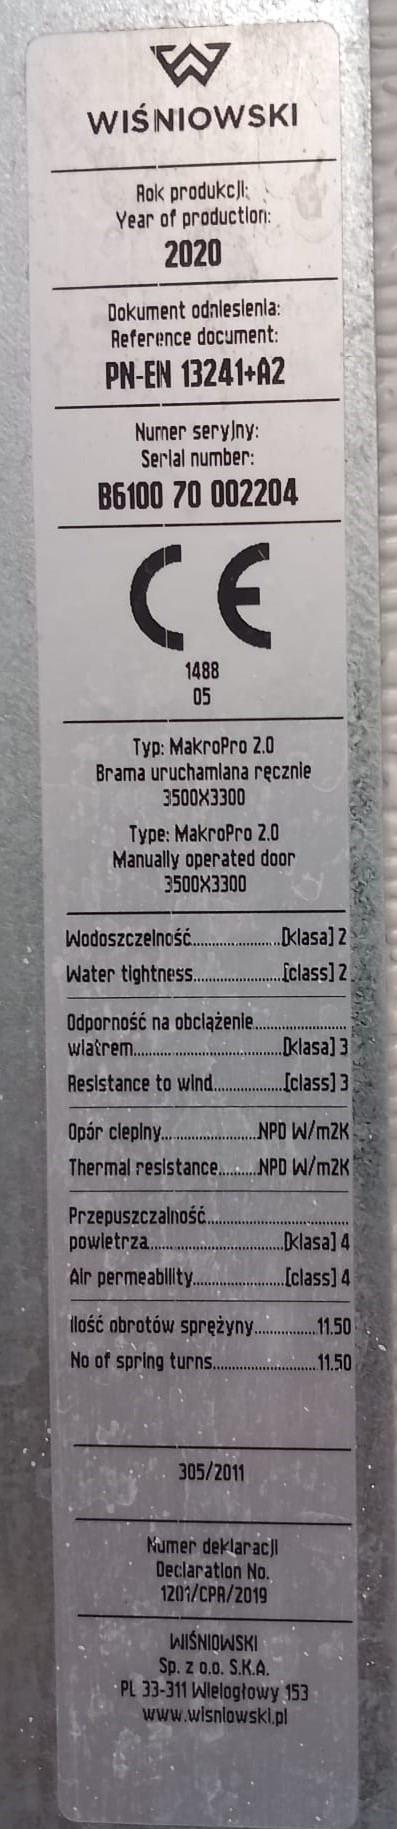 WIŚNIOWSKI
Rok produkcji:
Year of production:
2020
Dokument odniesienia:
Reference document:
PN-EN 13241+A2
Numer seryjny:
Serial number:
B6100 70 002204
CE
1488
05
Typ: MakroPro 2.0
Brama uruchamiana ręcznie
3500X3300
Type: MakroPro 2.0
Manually operated door
3500X3300
Wodoszczelność......................[klasa] 2
Water tightness......................[class] 2
Odporność na obciążenie.......................
wiatrem.....................................[klasa] 3
Resistance to wind.................[class] 3
Opór cieplny........................NPD W/m2K
Thermal resistance..........NPD W/m2K
Przepuszczalność...................................
powietrza.................................[klasa] 4
Air permeability.......................[class] 4
Ilość obrotów sprężyny...............11.50
No of spring turns..........................11.50
305/2011
Numer deklaracji
Declaration No.
1201/CPR/2019
WIŚNIOWSKI
Sp. z o.o. S.K.A.
PL 33-311 Wielogłowy 153
www.wisniowski.pl